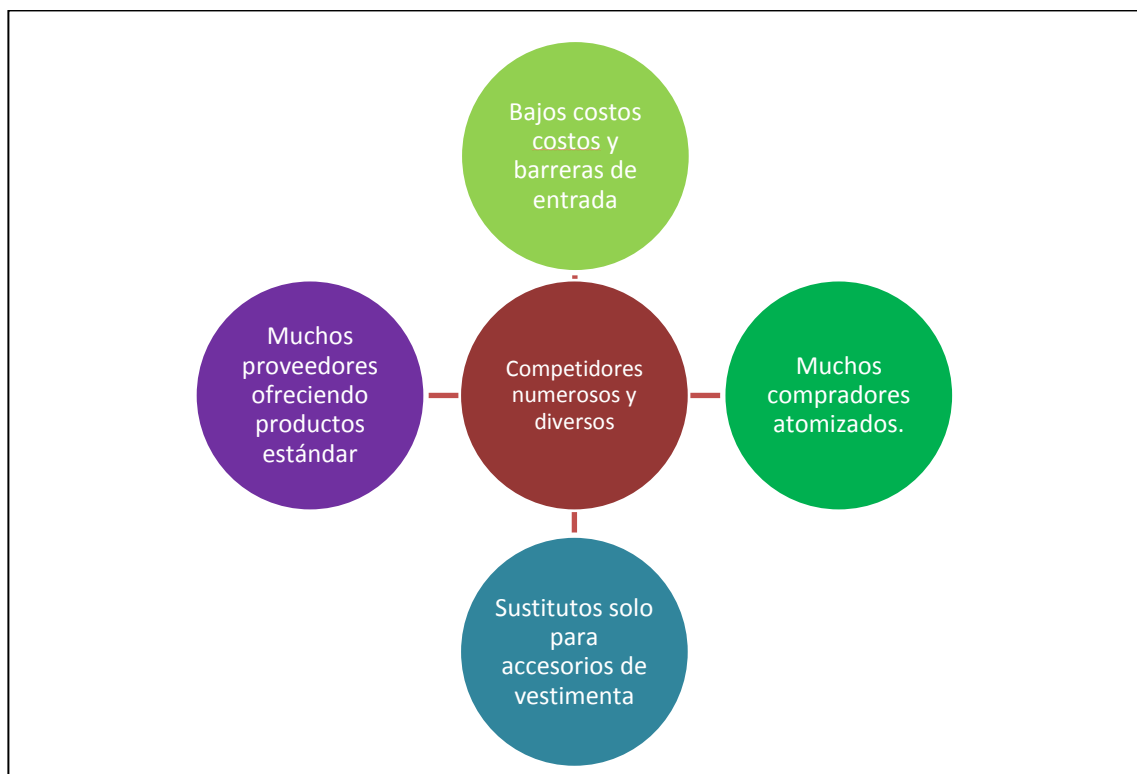 Bajos costos
costos y
barreras de
entrada
Muchos
proveedores
ofreciendo
productos
estándar
Competidores
numerosos y
diversos
Muchos
compradores
atomizados.
Sustitutos solo
para
accesorios de
vestimenta